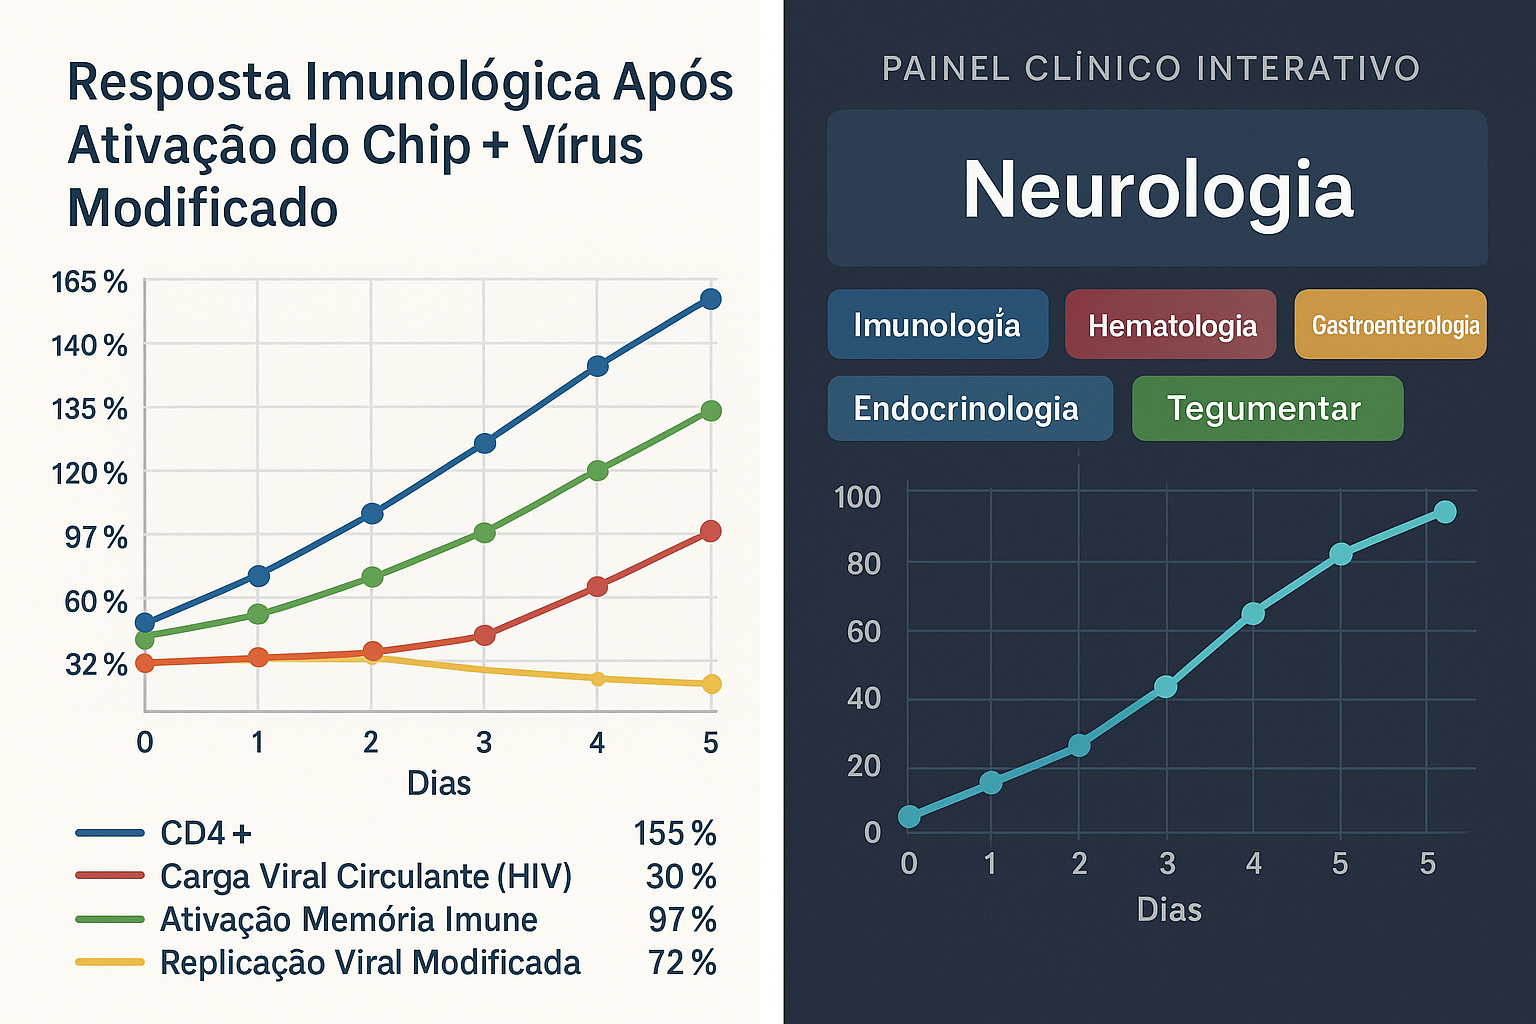 Resposta Imunológica Após
Ativação do Chip + Vírus
Modificado
165 %
140 %
135 %
120 %
97 %
60 %
32 %
0 1 2 3 4 5
Dias
CD4 + 155 %
Carga Viral Circulante (HIV) 30 %
Ativação Memória Imune 97 %
Replicação Viral Modificada 72 %
PAINEL CLÍNICO INTERATIVO
Neurologia
Imunología Hematologia Gastroenterologia
Endocrinologia Tegumentar
100
80
60
40
20
0
0 1 2 3 4 5 5
Dias